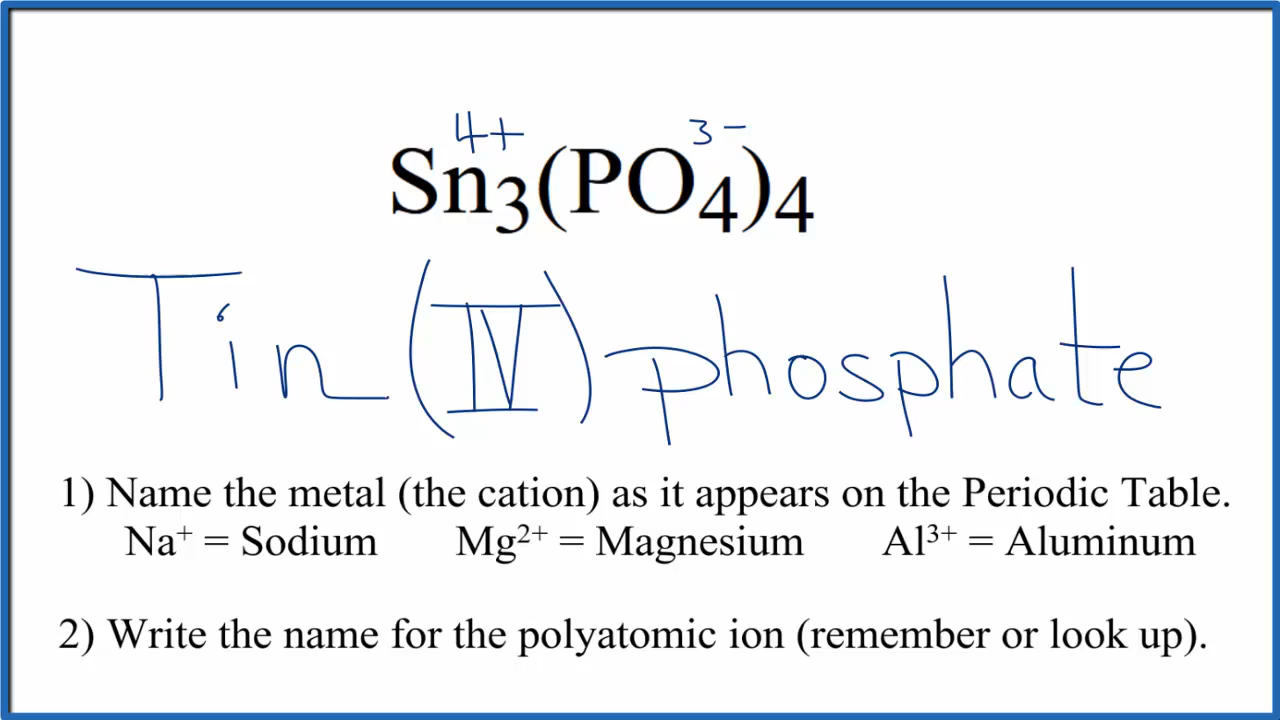 4+ 3−
Sn₃(PO₄)₄
Tin (IV) phosphate
1) Name the metal (the cation) as it appears on the Periodic Table.
Na⁺ = Sodium Mg²⁺ = Magnesium Al³⁺ = Aluminum
2) Write the name for the polyatomic ion (remember or look up).